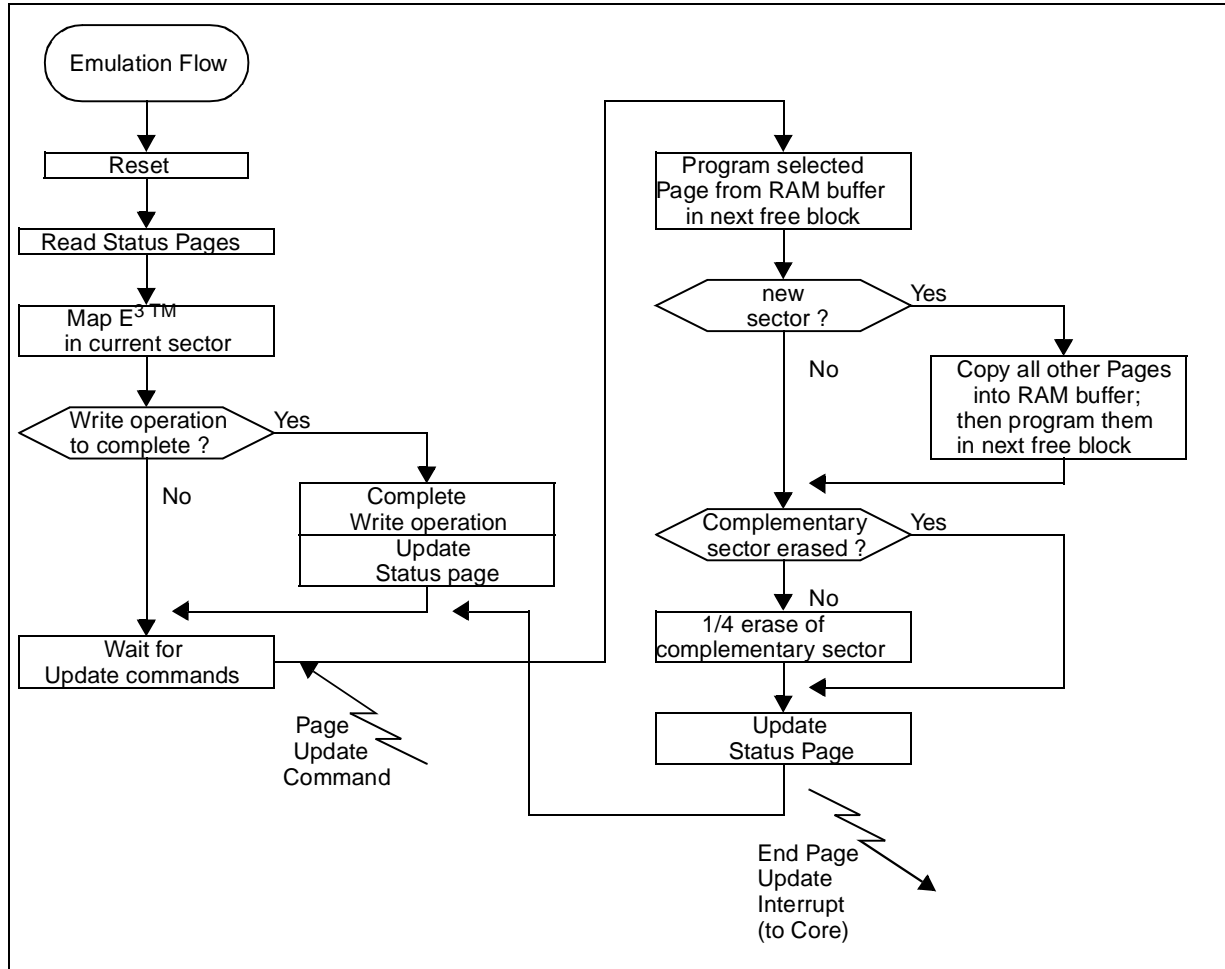 Emulation Flow
Reset
Read Status Pages
Map E3 TM
in current sector
Write operation
to complete ?
Yes
No
Complete
Write operation
Update
Status page
Wait for
Update commands
Page
Update
Command
Program selected
Page from RAM buffer
in next free block
new
sector ?
Yes
No
Copy all other Pages
into RAM buffer;
then program them
in next free block
Complementary
sector erased ?
Yes
No
1/4 erase of
complementary sector
Update
Status Page
End Page
Update
Interrupt
(to Core)